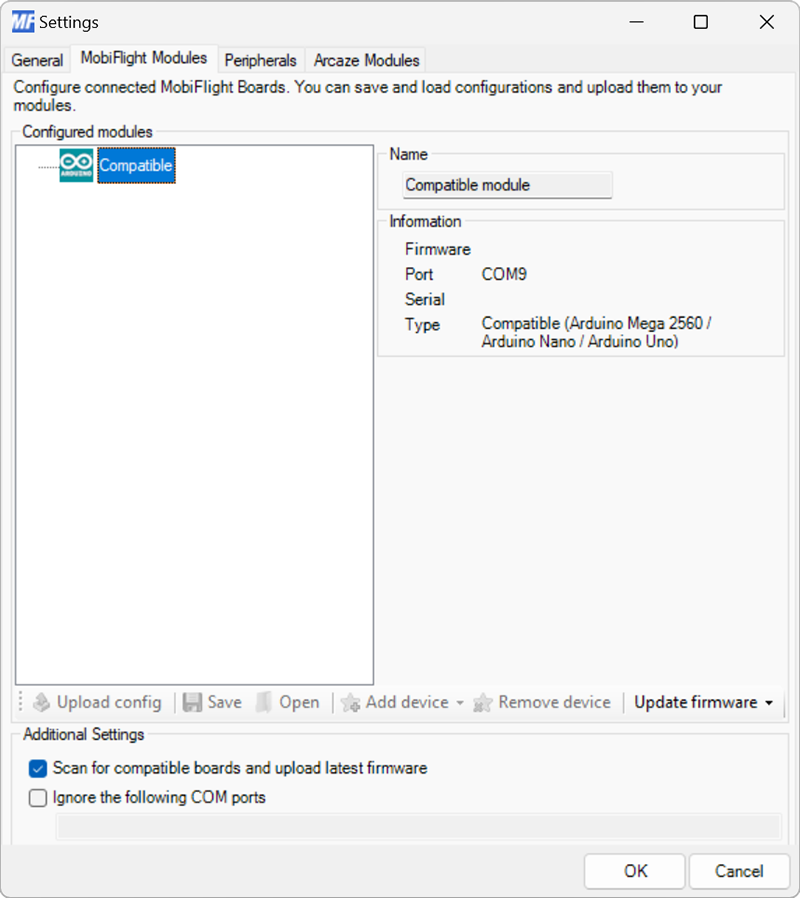 MF Settings
General MobiFlight Modules Peripherals Arcaze Modules
Configure connected MobiFlight Boards. You can save and load configurations and upload them to your
modules.
Configured modules
ARDUINO Compatible
Name
Compatible module
Information
Firmware
Port COM9
Serial
Type Compatible (Arduino Mega 2560 /
Arduino Nano / Arduino Uno)
Upload config Save Open Add device Remove device Update firmware
Additional Settings
Scan for compatible boards and upload latest firmware
Ignore the following COM ports
OK Cancel